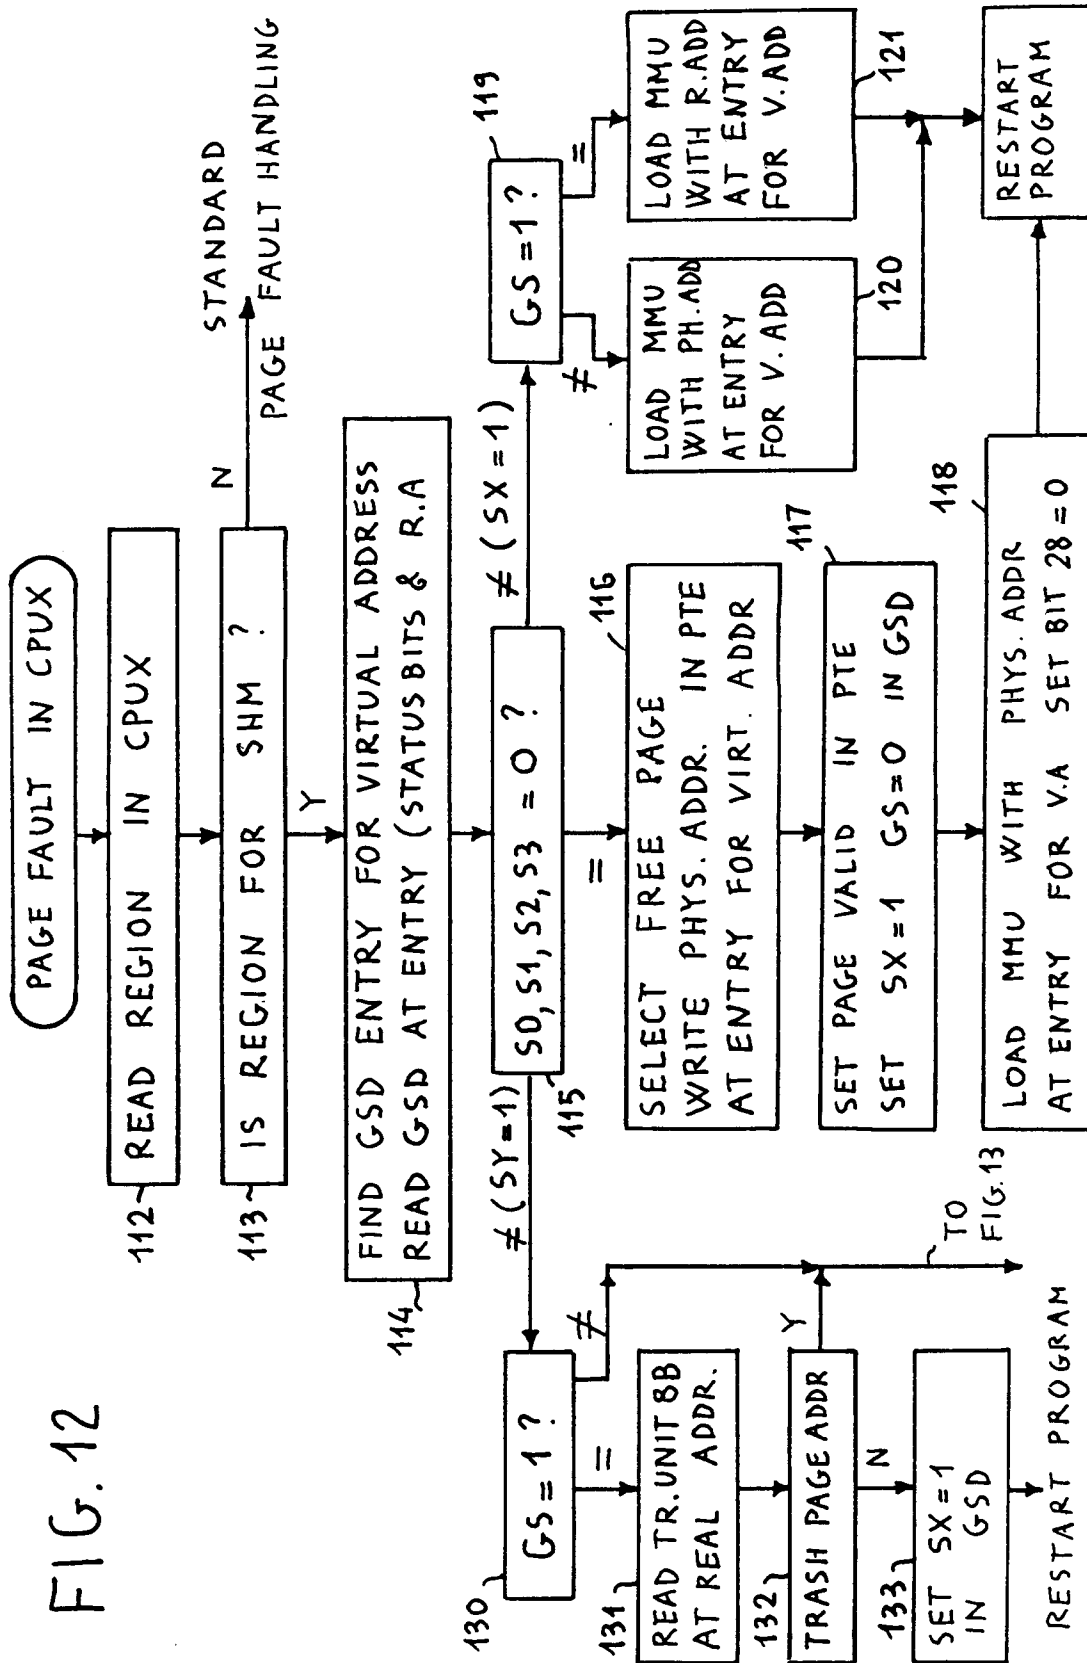 FIG. 12
PAGE FAULT IN CPUX
112
READ REGION IN CPUX
113
IS REGION FOR SHM ?
N
STANDARD
PAGE FAULT HANDLING
Y
114
FIND GSD ENTRY FOR VIRTUAL ADDRESS
READ GSD AT ENTRY (STATUS BITS & R.A
115
S0, S1, S2, S3 = 0 ?
≠ (SY=1)
=
≠ (SX=1)
130
GS=1 ?
=
≠
131
READ TR. UNIT 8B
AT REAL ADDR.
132
TRASH PAGE ADDR
Y
N
133
SET SX=1
IN GSD
RESTART PROGRAM
TO
FIG.13
116
SELECT FREE PAGE
WRITE PHYS. ADDR. IN PTE
AT ENTRY FOR VIRT. ADDR
117
SET PAGE VALID IN PTE
SET SX=1 GS=0 IN GSD
118
LOAD MMU WITH PHYS. ADDR
AT ENTRY FOR V.A SET BIT 28=0
119
GS=1 ?
≠
=
LOAD MMU
WITH PH.ADD
AT ENTRY
FOR V. ADD
120
LOAD MMU
WITH R.ADD
AT ENTRY
FOR V.ADD
121
RESTART
PROGRAM